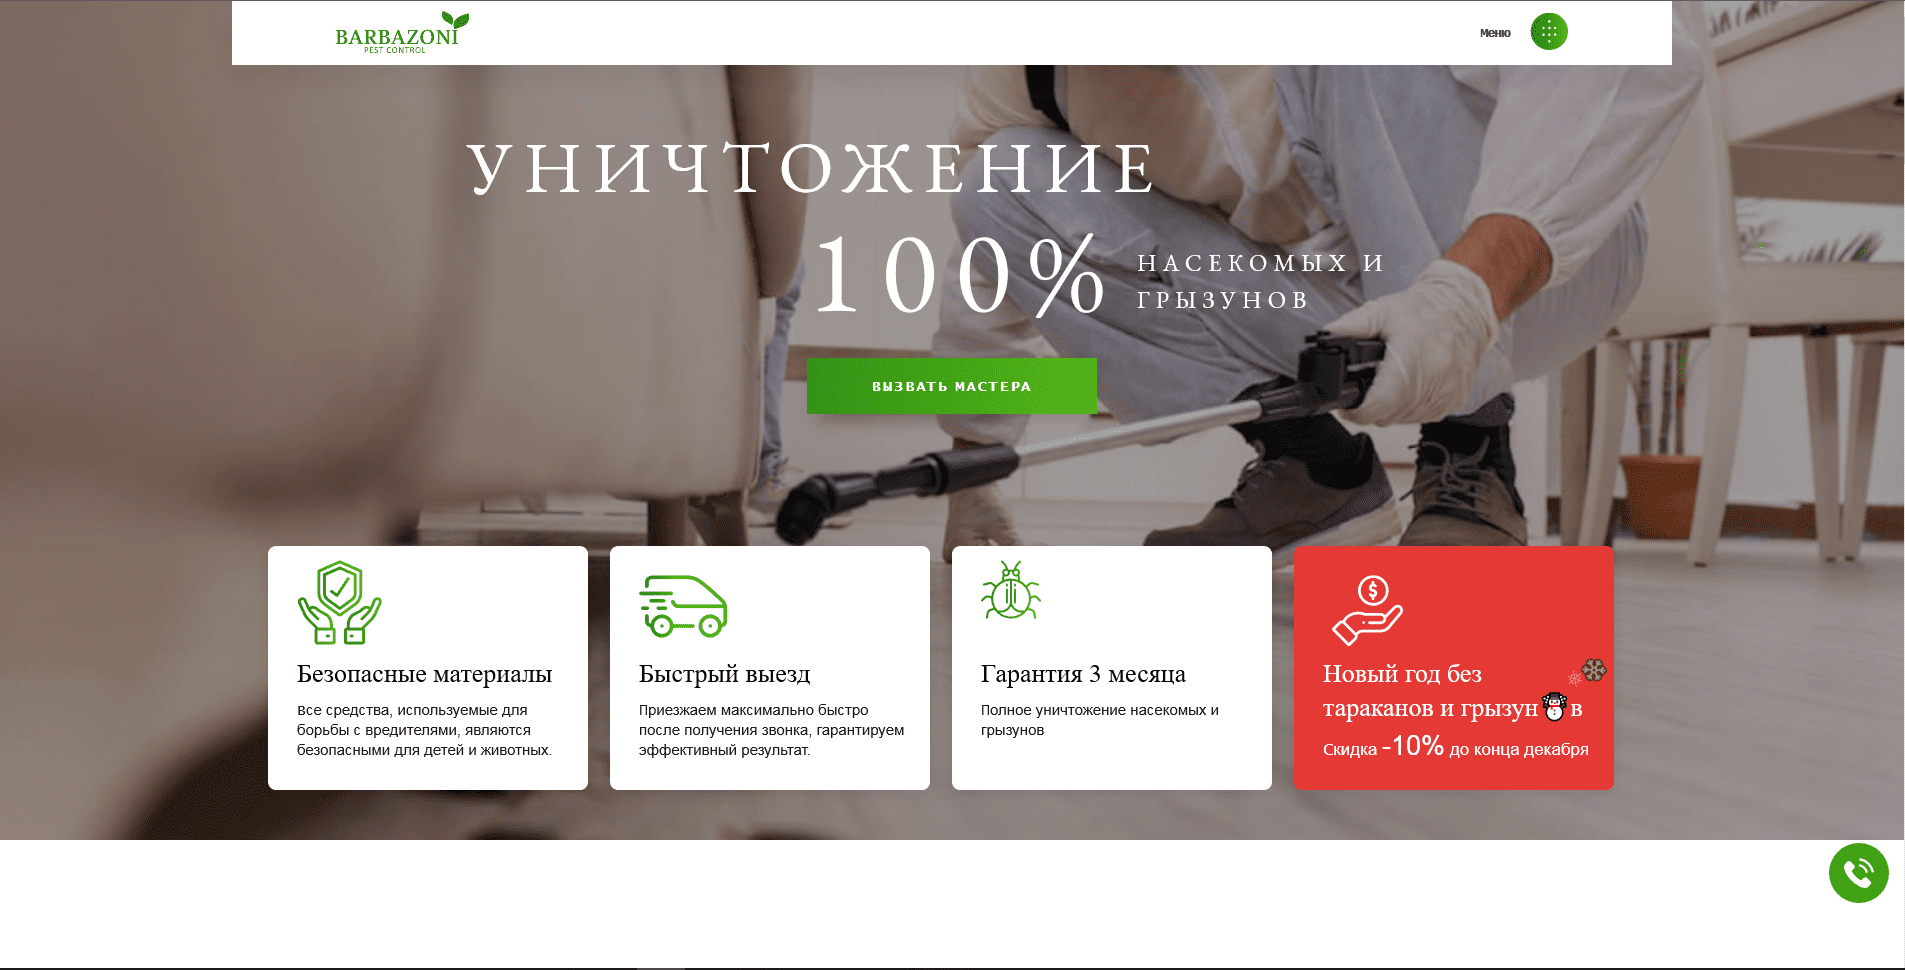 BARBAZONI
PEST CONTROL
Меню
УНИЧТОЖЕНИЕ
100%
НАСЕКОМЫХ И
ГРЫЗУНОВ
ВЫЗВАТЬ МАСТЕРА
Безопасные материалы
Все средства, используемые для
борьбы с вредителями, являются
безопасными для детей и животных.
Быстрый выезд
Приезжаем максимально быстро
после получения звонка, гарантируем
эффективный результат.
Гарантия 3 месяца
Полное уничтожение насекомых и
грызунов
Новый год без
тараканов и грызун⛄в
Скидка -10% до конца декабря